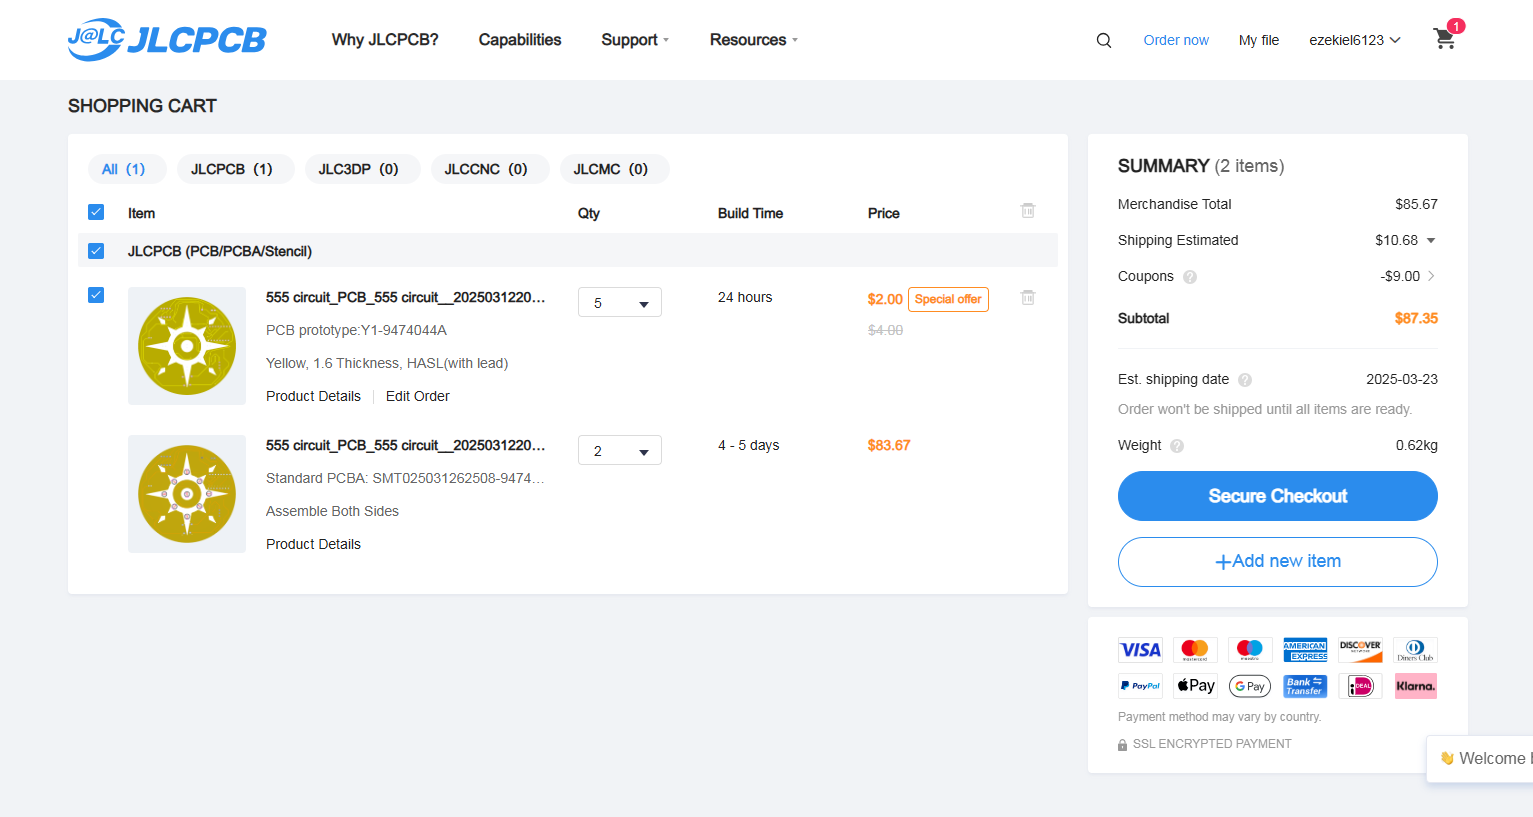 J@LC JLCPCB
Why JLCPCB?
Capabilities
Support
Resources
Order now
My file
ezekiel6123
1
SHOPPING CART
All (1)
JLCPCB (1)
JLC3DP (0)
JLCCNC (0)
JLCMC (0)
Item
Qty
Build Time
Price
JLCPCB (PCB/PCBA/Stencil)
555 circuit_PCB_555 circuit__2025031220...
5
24 hours
$2.00 Special offer
$4.00
PCB prototype:Y1-9474044A
Yellow, 1.6 Thickness, HASL(with lead)
Product Details
Edit Order
555 circuit_PCB_555 circuit__2025031220...
2
4 - 5 days
$83.67
Standard PCBA: SMT025031262508-9474...
Assemble Both Sides
Product Details
SUMMARY (2 items)
Merchandise Total $85.67
Shipping Estimated $10.68
Coupons ? -$9.00
Subtotal $87.35
Est. shipping date ? 2025-03-23
Order won't be shipped until all items are ready.
Weight ? 0.62kg
Secure Checkout
+Add new item
VISA
mastercard
maestro
AMERICAN EXPRESS
DISCOVER NETWORK
Diners Club
PayPal
Pay
G Pay
Bank Transfer
iDEAL
Klarna.
Payment method may vary by country.
SSL ENCRYPTED PAYMENT
👋 Welcome